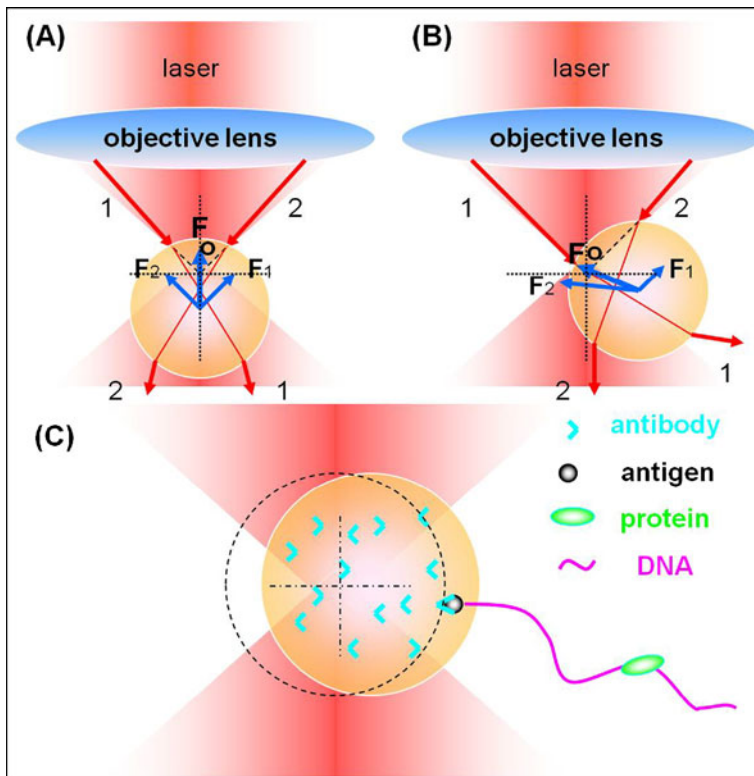 (A)
laser
objective lens
1
2
F
o
F2
F1
2
1
(B)
laser
objective lens
1
2
Fo
F1
F2
2
1
(C)
antibody
antigen
protein
DNA